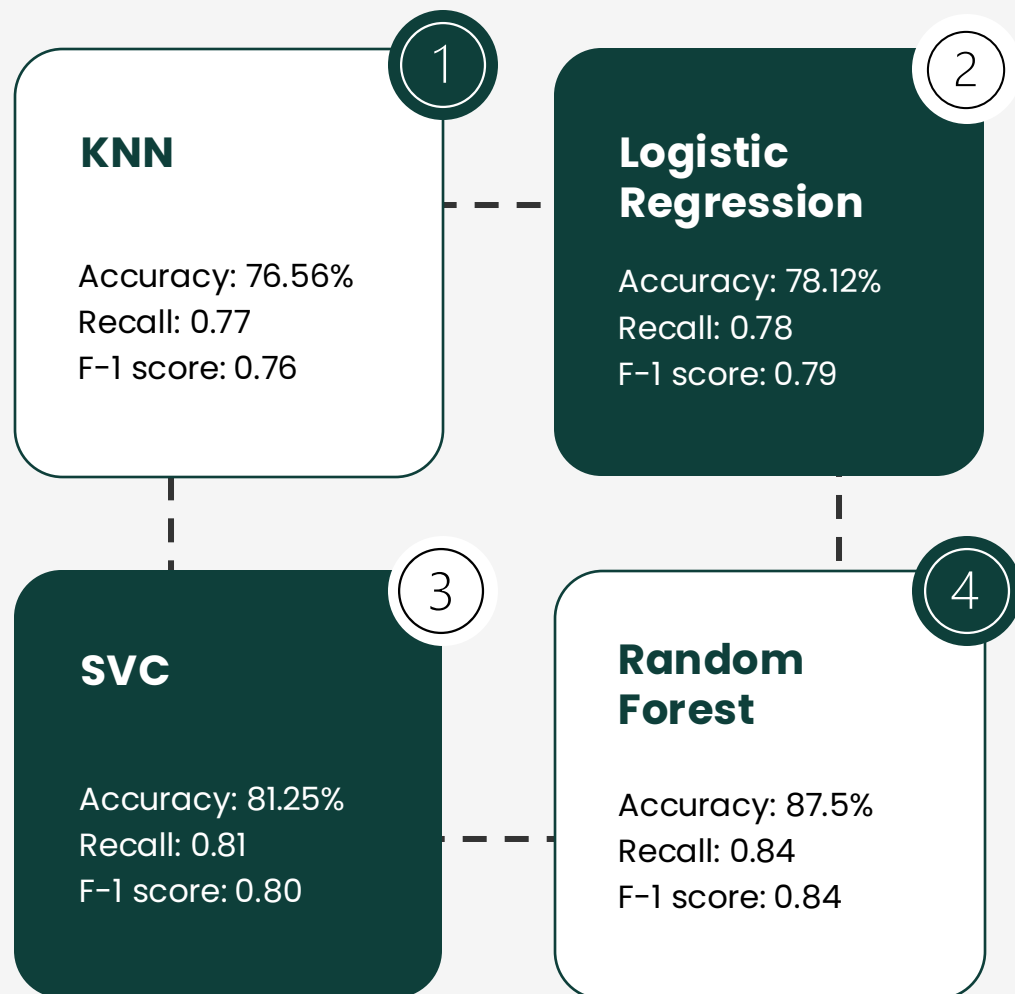 1
KNN
Accuracy: 76.56%
Recall: 0.77
F-1 score: 0.76
2
Logistic
Regression
Accuracy: 78.12%
Recall: 0.78
F-1 score: 0.79
3
SVC
Accuracy: 81.25%
Recall: 0.81
F-1 score: 0.80
4
Random
Forest
Accuracy: 87.5%
Recall: 0.84
F-1 score: 0.84